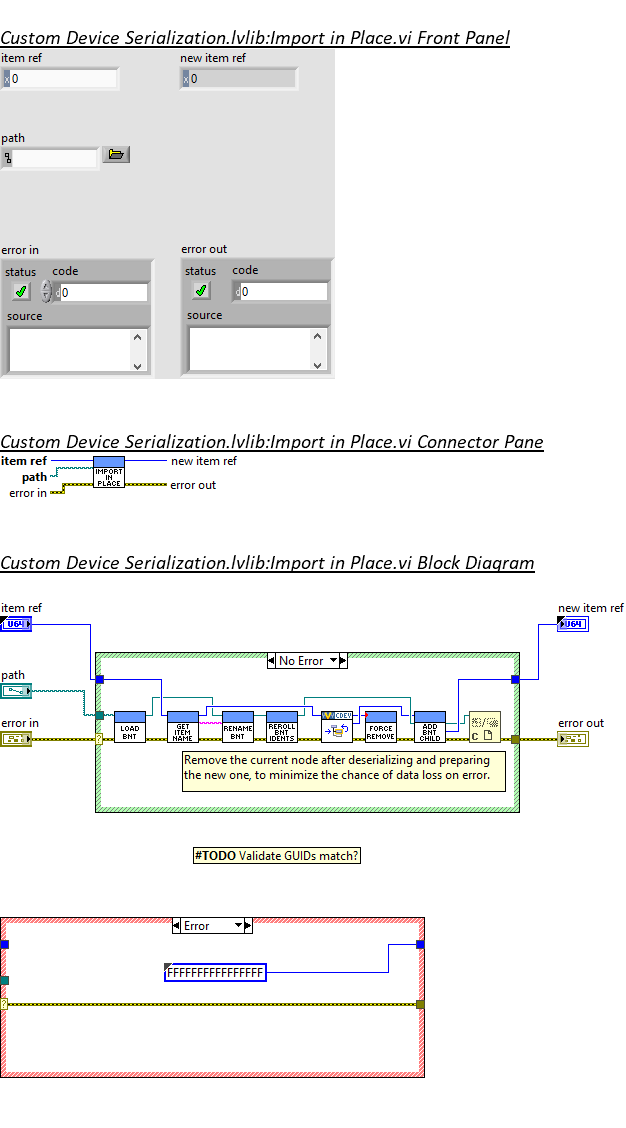 Custom Device Serialization.lvlib:Import in Place.vi Front Panel
item ref
new item ref
x 0
x 0
path
error in
error out
status code
status code
d 0
d 0
source
source
Custom Device Serialization.lvlib:Import in Place.vi Connector Pane
item ref
new item ref
IMPORT
IN
PLACE
path
error in
error out
Custom Device Serialization.lvlib:Import in Place.vi Block Diagram
item ref
new item ref
U64
U64
No Error
path
error in
error out
LOAD
BNT
GET
ITEM
NAME
RENAME
BNT
REROLL
BNT
IDENTS
CDEV
FORCE
REMOVE
ADD
BNT
CHILD
C
?
Remove the current node after deserializing and preparing
the new one, to minimize the chance of data loss on error.
#TODO Validate GUIDs match?
Error
FFFFFFFFFFFFFFFF
?